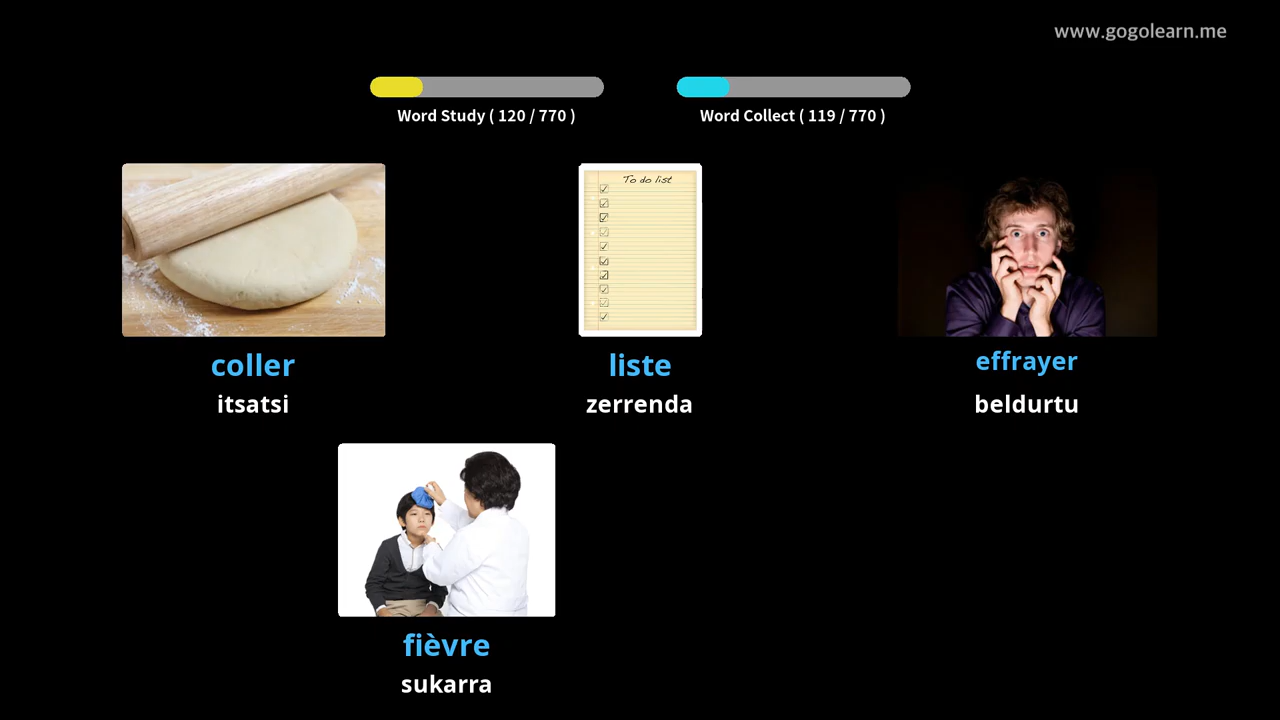 www.gogolearn.me
Word Study ( 120 / 770 )
Word Collect ( 119 / 770 )
To do list
coller
itsatsi
liste
zerrenda
effrayer
beldurtu
fièvre
sukarra